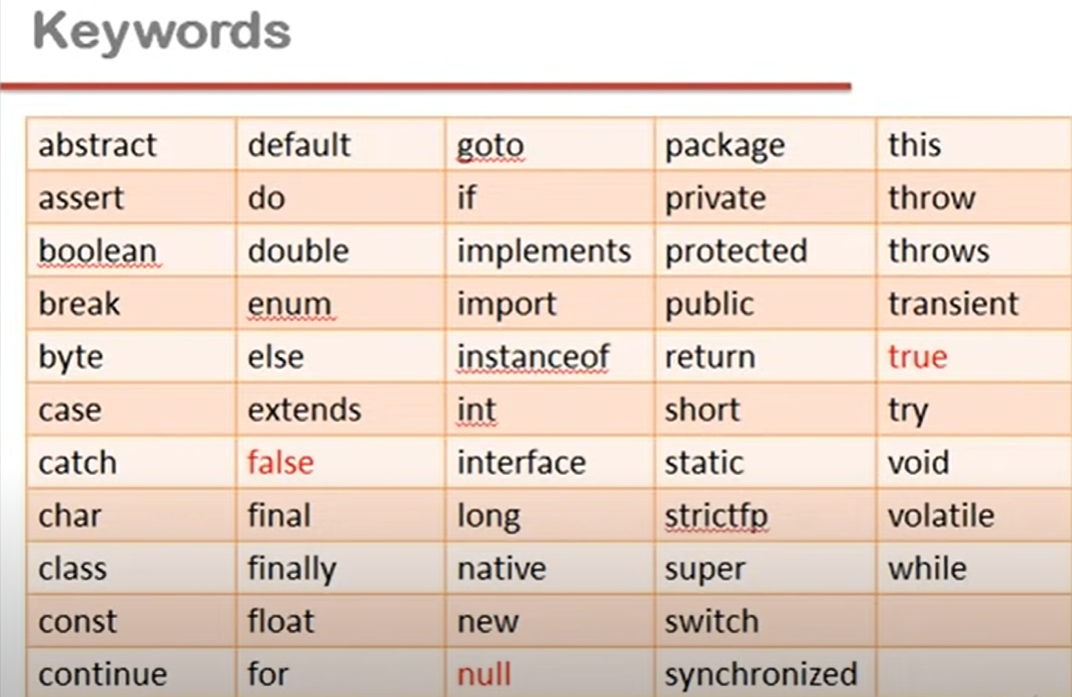 Keywords
abstract default goto package this
assert do if private throw
boolean double implements protected throws
break enum import public transient
byte else instanceof return true
case extends int short try
catch false interface static void
char final long strictfp volatile
class finally native super while
const float new switch
continue for null synchronized